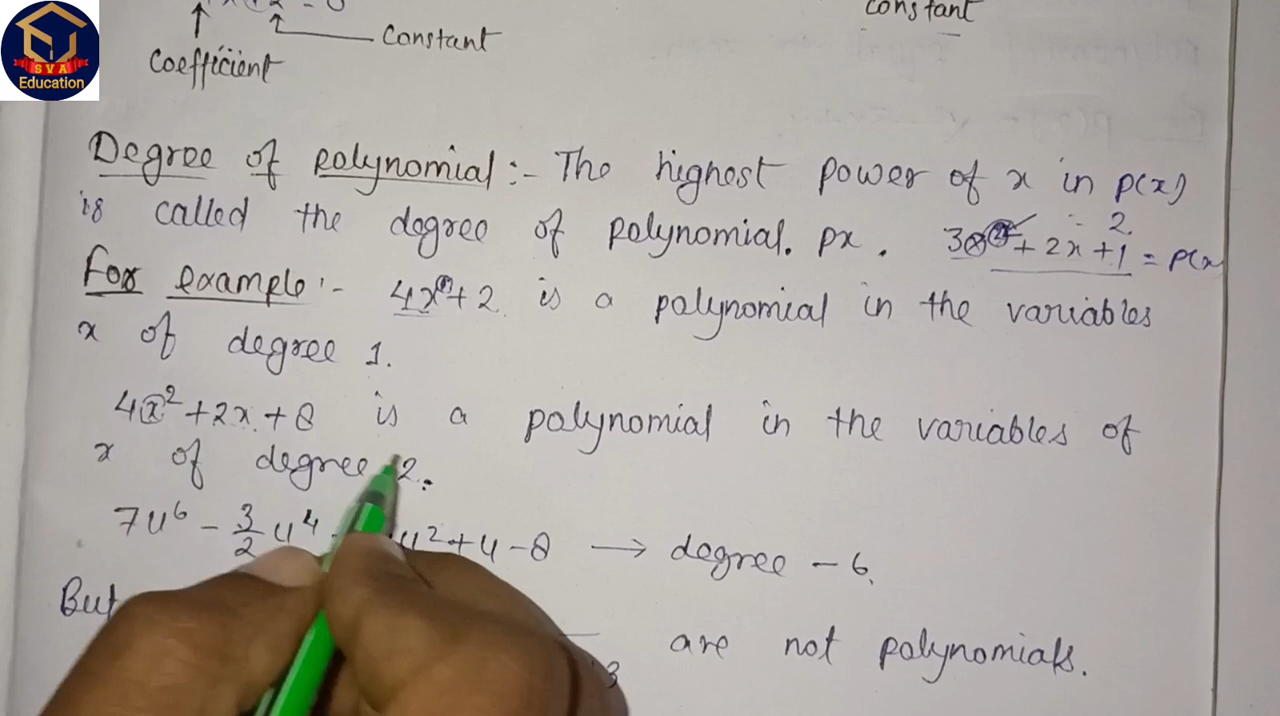 Constant
Constant
Coefficient
SVA
Education
Degree of polynomial :- The highest power of x in p(x)
is called the degree of polynomial. px.
2
3x² + 2x + 1 = p(x
For example :- 4x + 2 is a polynomial in the variables
x of degree 1.
4x² + 2x + 8 is a polynomial in the variables of
x of degree 2.
7u⁶ - 3/2 u⁴ u² + u - 8 → degree - 6.
But are not polynomials.
3